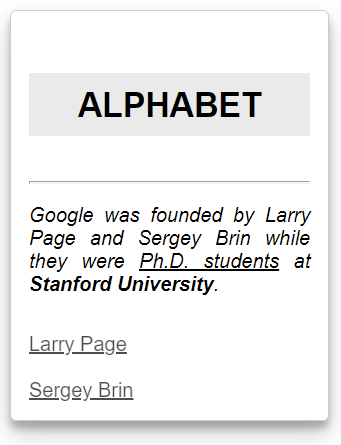 ALPHABET
Google was founded by Larry
Page and Sergey Brin while
they were Ph.D. students at
Stanford University.
Larry Page
Sergey Brin